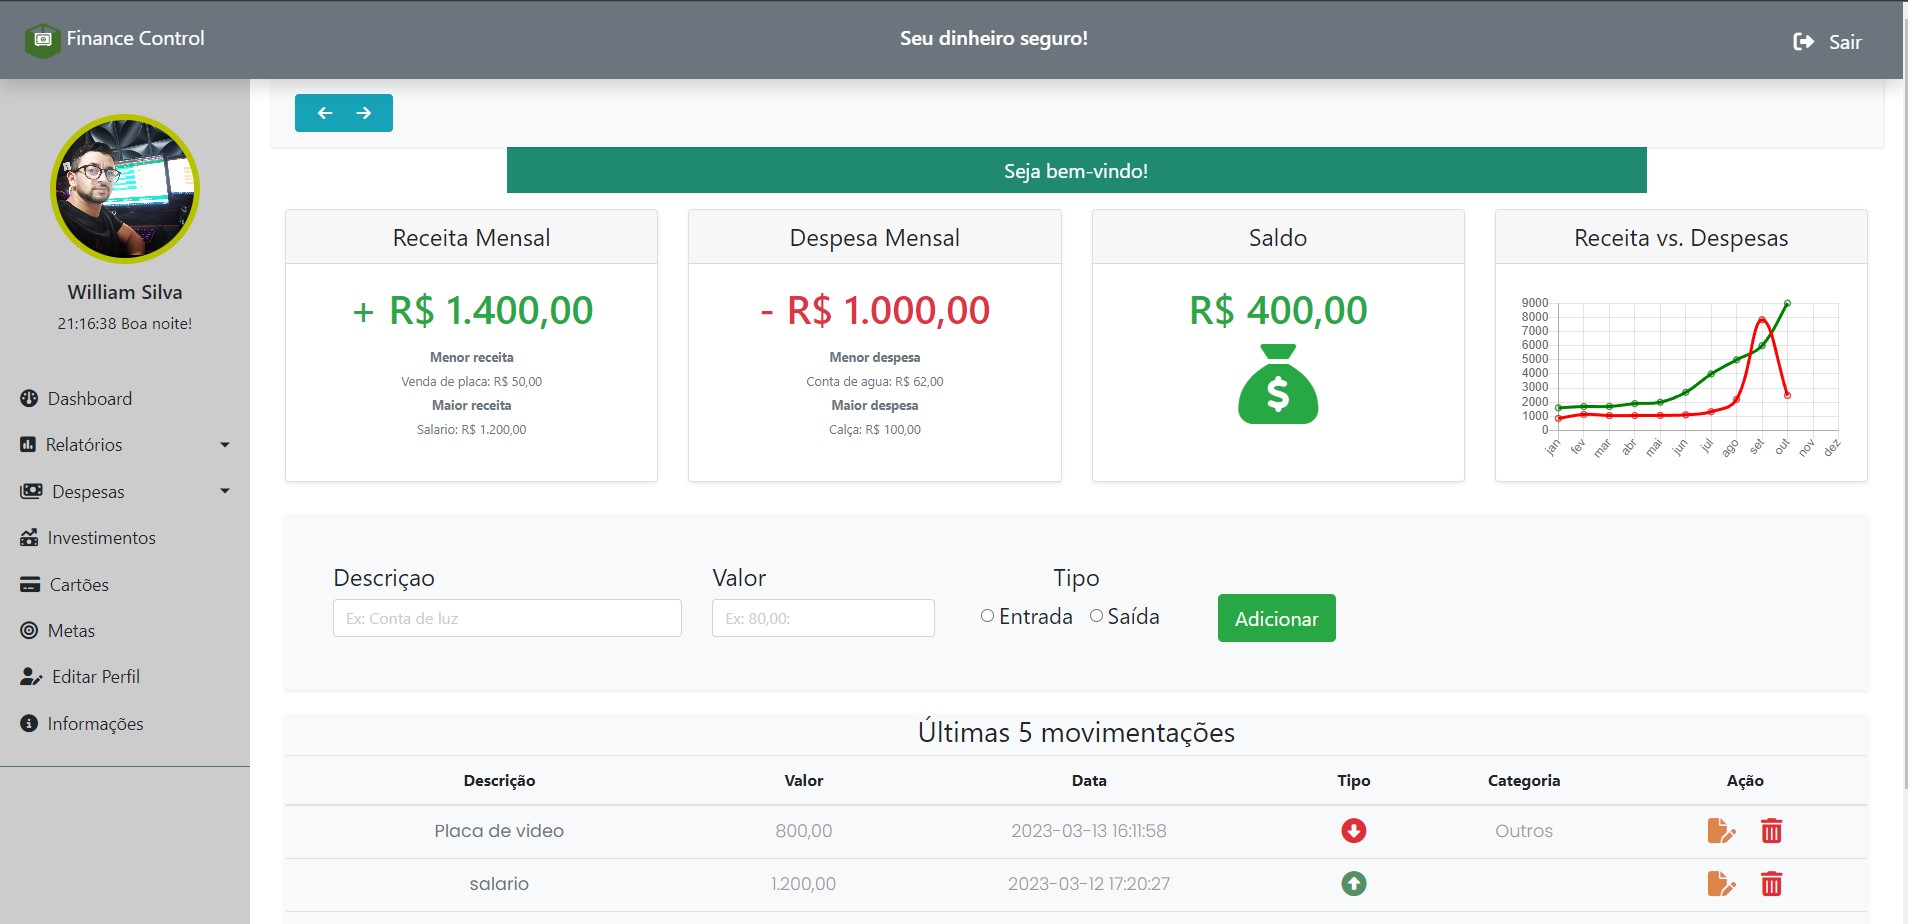 Finance Control
Seu dinheiro seguro!
Sair
William Silva
21:16:38 Boa noite!
Dashboard
Relatórios
Despesas
Investimentos
Cartões
Metas
Editar Perfil
Informações
Seja bem-vindo!
Receita Mensal
+ R$ 1.400,00
Menor receita
Venda de placa: R$ 50,00
Maior receita
Salario: R$ 1.200,00
Despesa Mensal
- R$ 1.000,00
Menor despesa
Conta de agua: R$ 62,00
Maior despesa
Calça: R$ 100,00
Saldo
R$ 400,00
$
Receita vs. Despesas
9000
8000
7000
6000
5000
4000
3000
2000
1000
0
jan fev mar abr mai jun jul ago set out nov dez
Descriçao Valor Tipo
Ex: Conta de luz Ex: 80,00: Entrada Saída Adicionar
Últimas 5 movimentações
Descrição Valor Data Tipo Categoria Ação
Placa de video 800,00 2023-03-13 16:11:58 Outros
salario 1.200,00 2023-03-12 17:20:27